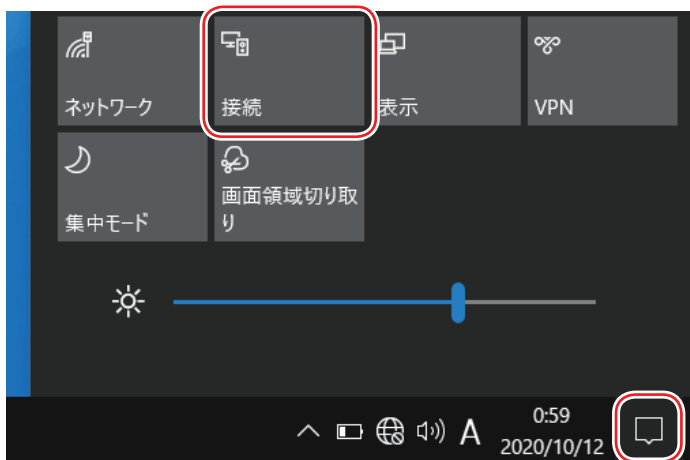 ネットワーク
接続
表示
VPN
集中モード
画面領域切り取
り
A
0:59
2020/10/12